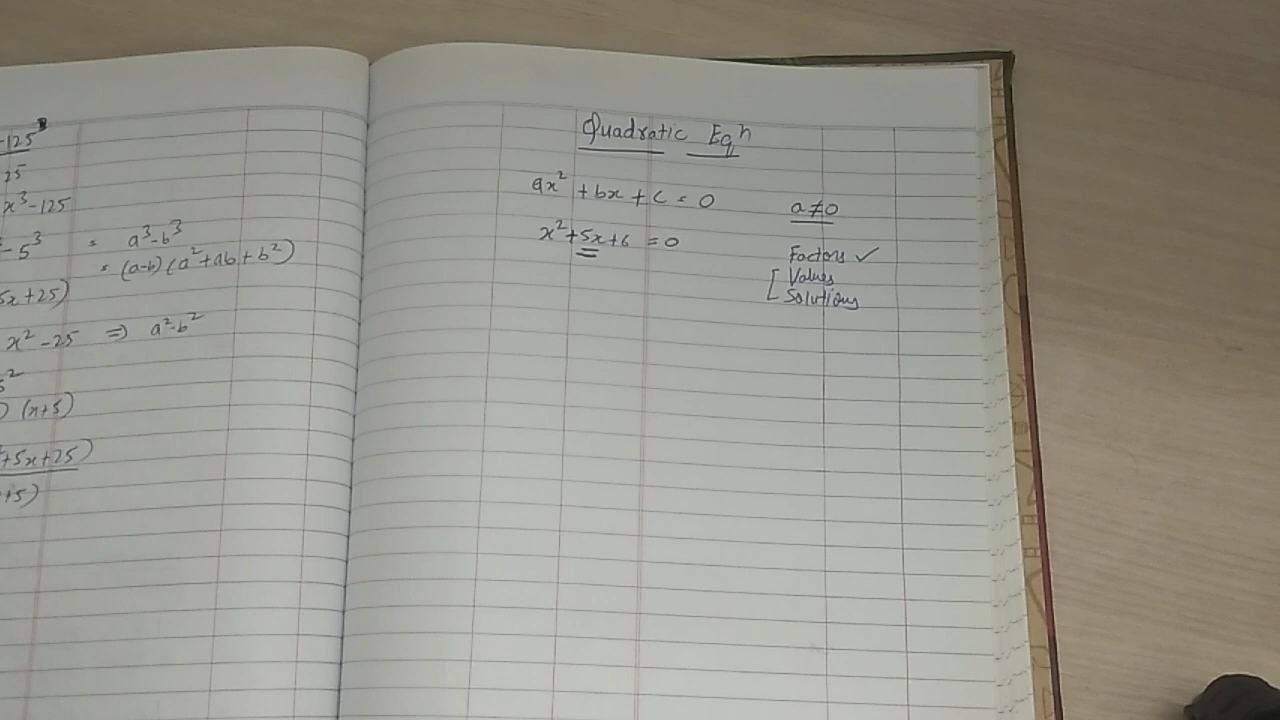 -125³
25
x³-125
-5³ = a³-b³
= (a-b) (a²+ab+b²)
5x+25)
x²-25 ⇒ a²-b²
5²
) (x+5)
+5x+25)
+5)
Quadratic Eqⁿ
ax² + bx + c = 0 a≠0
x²+5x+6 = 0
Factors ✓
[ Values
Solutions